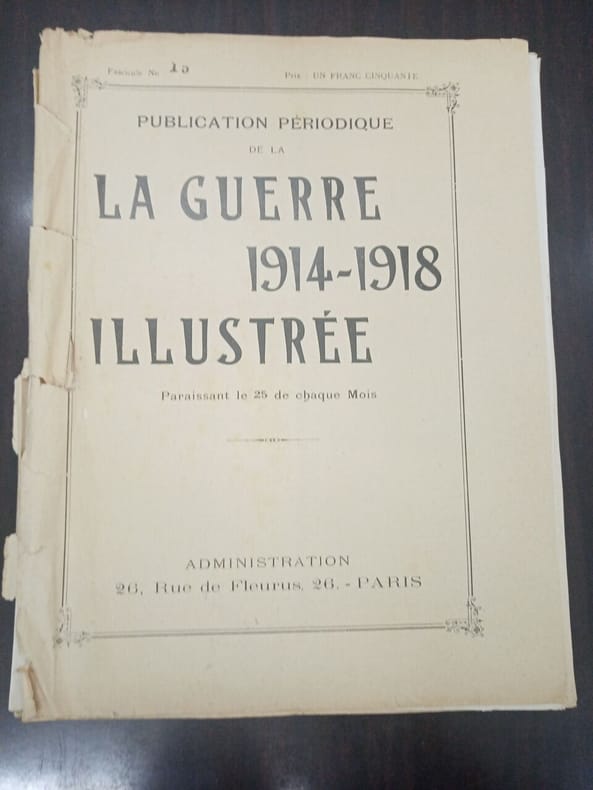 Fascicule No 15
Prix : UN FRANC CINQUANTE
PUBLICATION PÉRIODIQUE
DE LA
LA GUERRE
1914-1918
ILLUSTRÉE
Paraissant le 25 de chaque Mois
ADMINISTRATION
26, Rue de Fleurus, 26. - PARIS